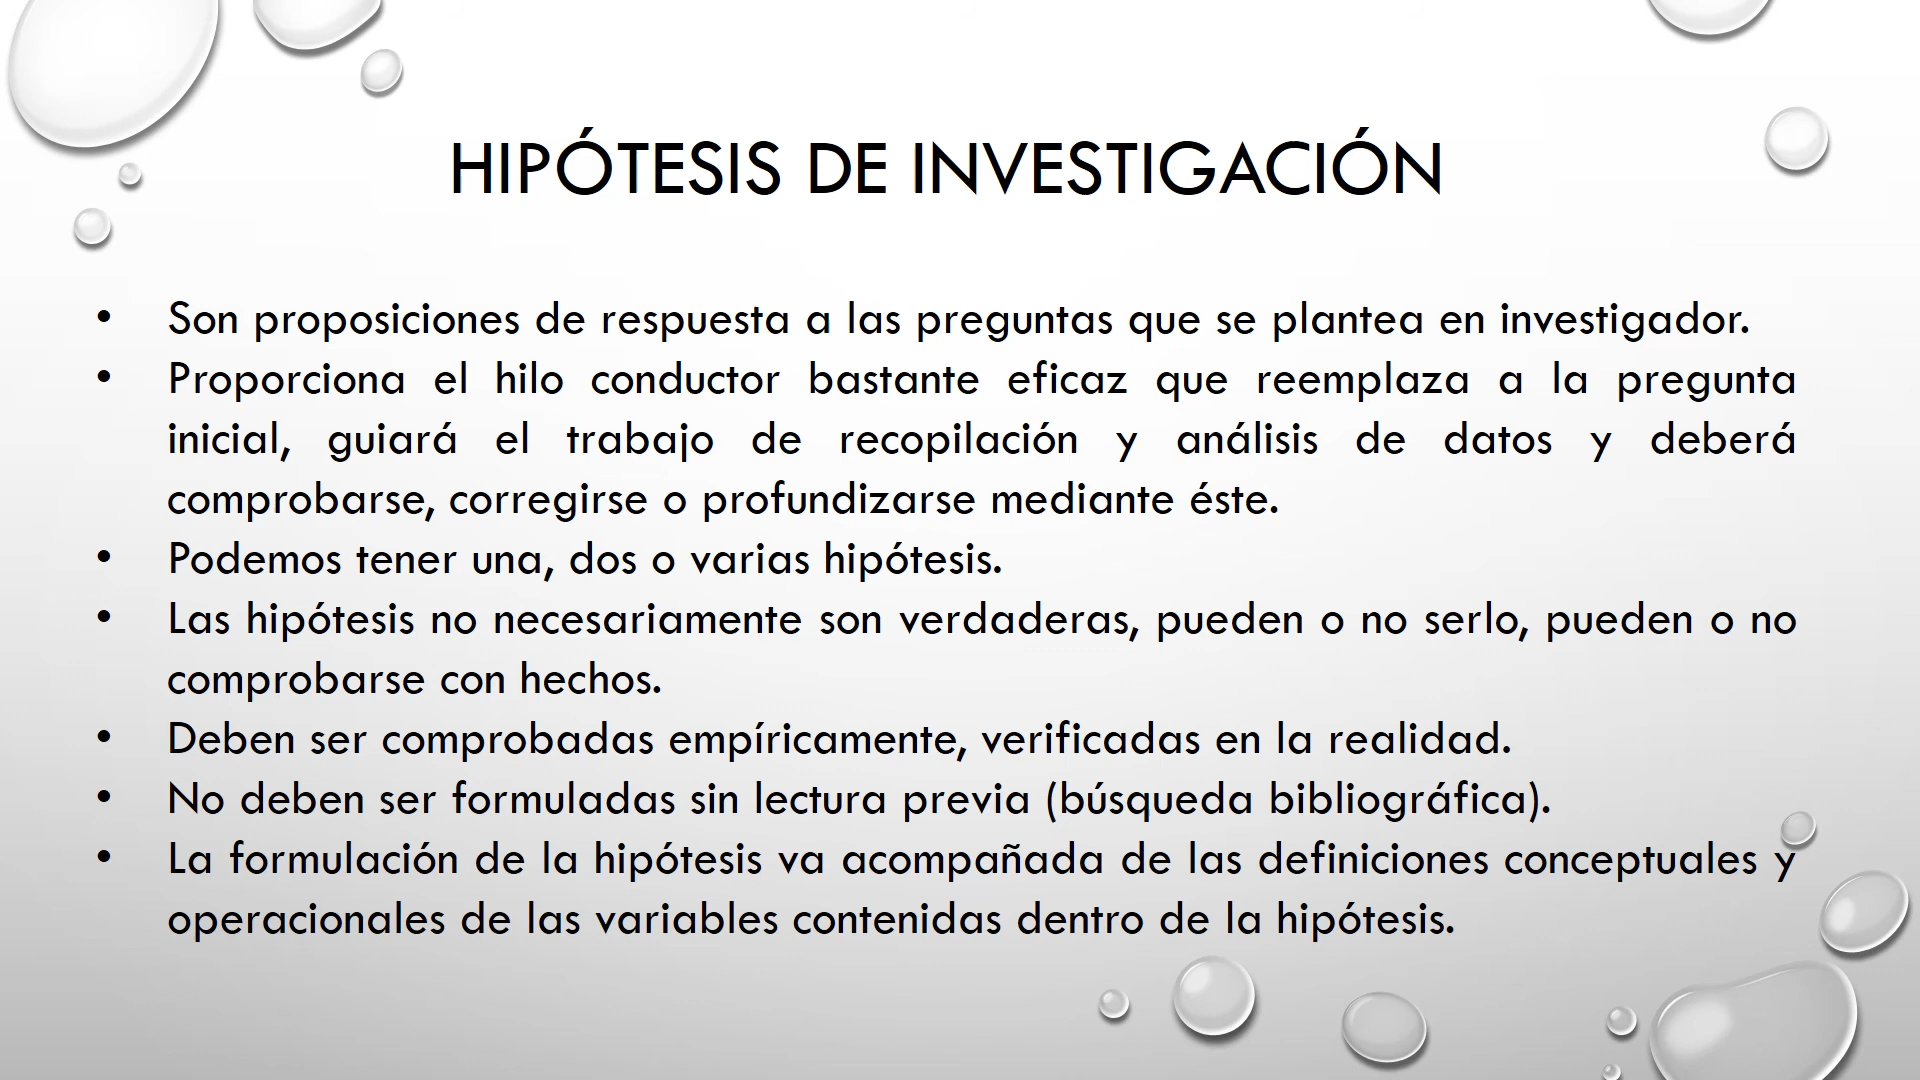 HIPÓTESIS DE INVESTIGACIÓN
• Son proposiciones de respuesta a las preguntas que se plantea en investigador.
• Proporciona el hilo conductor bastante eficaz que reemplaza a la pregunta
inicial, guiará el trabajo de recopilación y análisis de datos y deberá
comprobarse, corregirse o profundizarse mediante éste.
• Podemos tener una, dos o varias hipótesis.
• Las hipótesis no necesariamente son verdaderas, pueden o no serlo, pueden o no
comprobarse con hechos.
• Deben ser comprobadas empíricamente, verificadas en la realidad.
• No deben ser formuladas sin lectura previa (búsqueda bibliográfica).
• La formulación de la hipótesis va acompañada de las definiciones conceptuales y
operacionales de las variables contenidas dentro de la hipótesis.